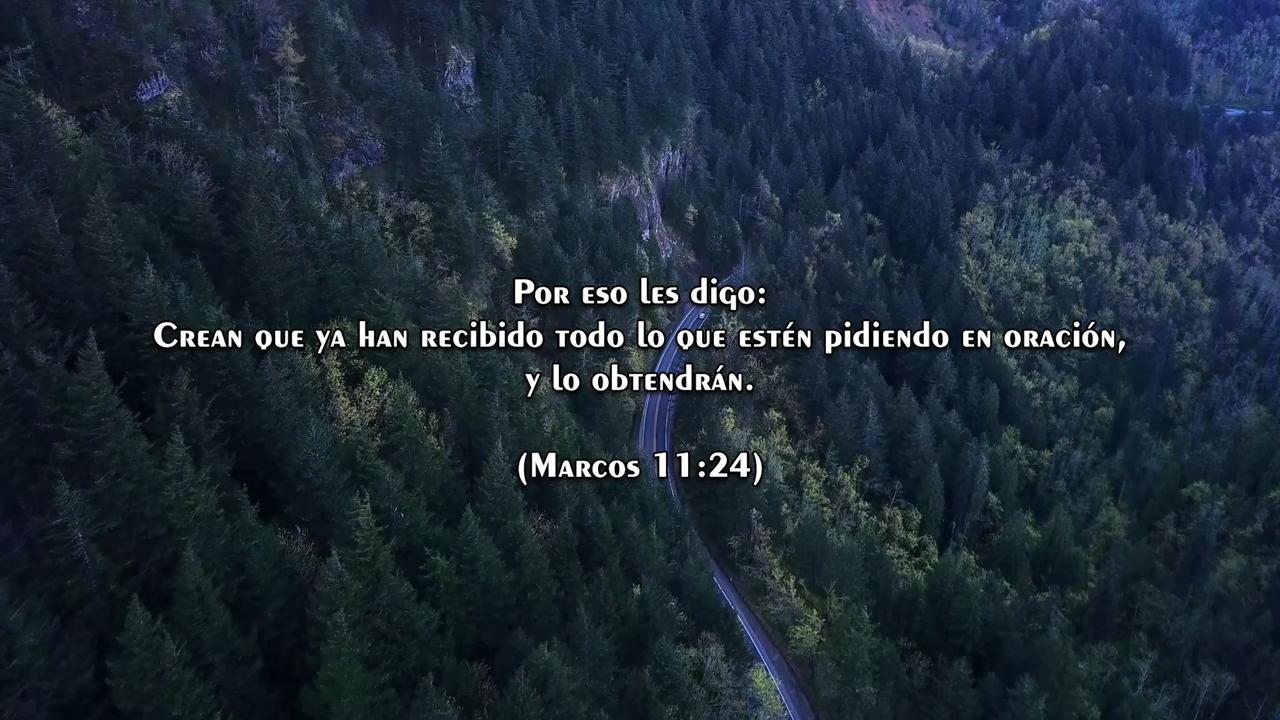 Por eso les digo:
Crean que ya han recibido todo lo que estén pidiendo en oración,
y lo obtendrán.
(Marcos 11:24)